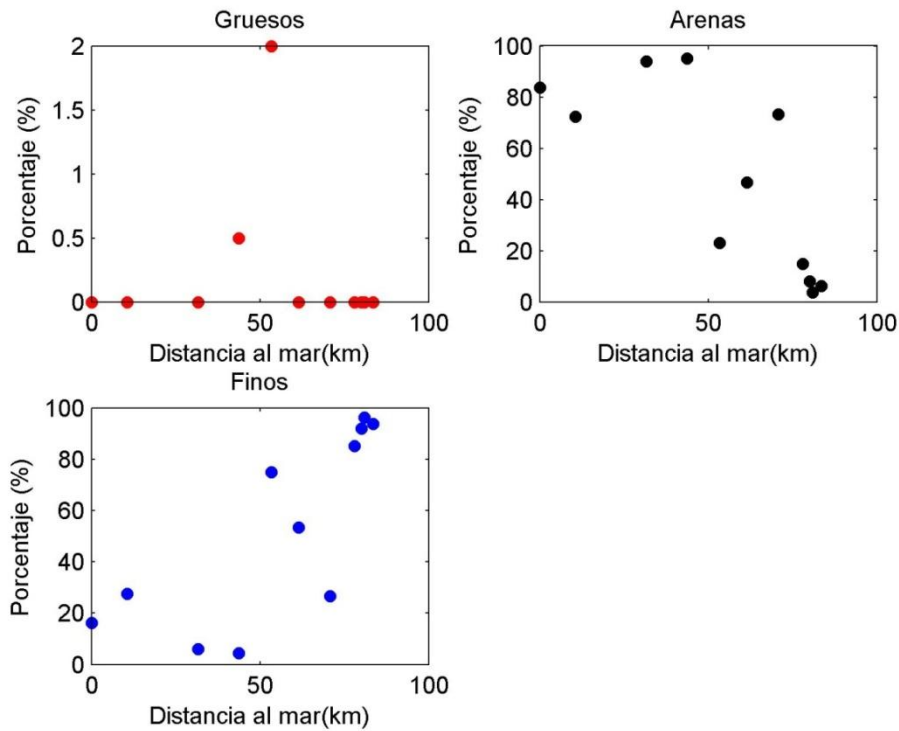 Gruesos
2
1.5
1
0.5
0
0 50 100
Porcentaje (%)
Distancia al mar(km)
Arenas
100
80
60
40
20
0
0 50 100
Porcentaje (%)
Distancia al mar(km)
Finos
100
80
60
40
20
0
0 50 100
Porcentaje (%)
Distancia al mar(km)